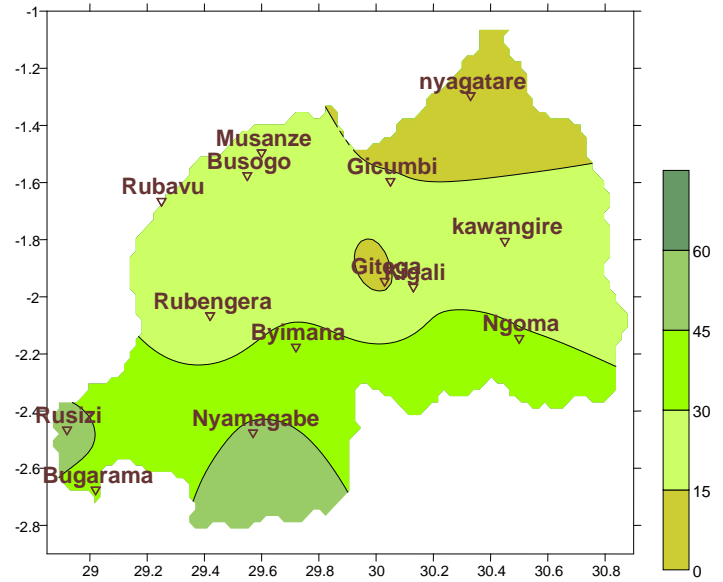 -1
-1.2
nyagatare
-1.4
Musanze
Busogo
Gicumbi
-1.6
Rubavu
kawangire
-1.8
Gitega
Kigali
-2
Rubengera
Byimana
Ngoma
-2.2
-2.4
Rusizi
Nyamagabe
-2.6
Bugarama
-2.8
29
29.2
29.4
29.6
29.8
30
30.2
30.4
30.6
30.8
60
45
30
15
0